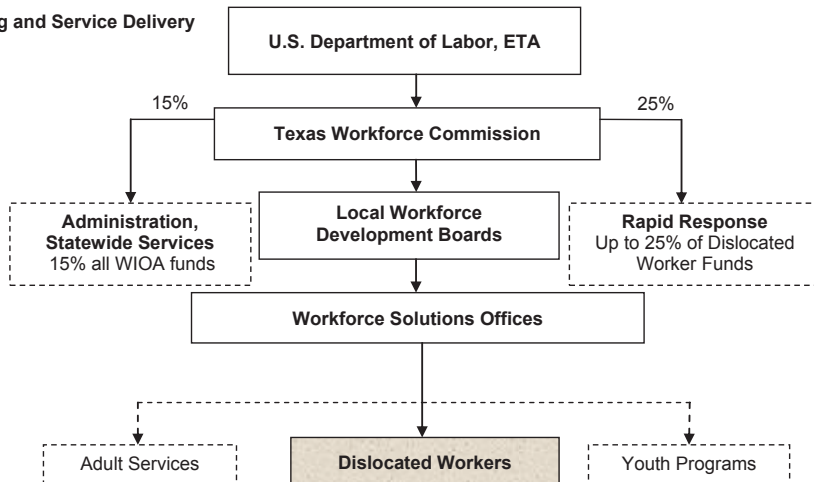 g and Service Delivery
U.S. Department of Labor, ETA
15%
25%
Texas Workforce Commission
Administration,
Statewide Services
15% all WIOA funds
Local Workforce
Development Boards
Rapid Response
Up to 25% of Dislocated
Worker Funds
Workforce Solutions Offices
Adult Services
Dislocated Workers
Youth Programs